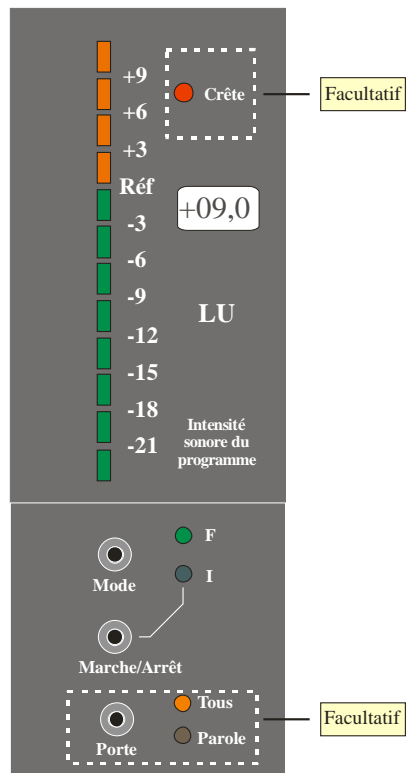 +9
Crête
Facultatif
+6
+3
Réf
+09,0
-3
-6
-9
LU
-12
-15
-18
Intensité
sonore du
programme
-21
F
I
Mode
Marche/Arrêt
Tous
Facultatif
Porte
Parole